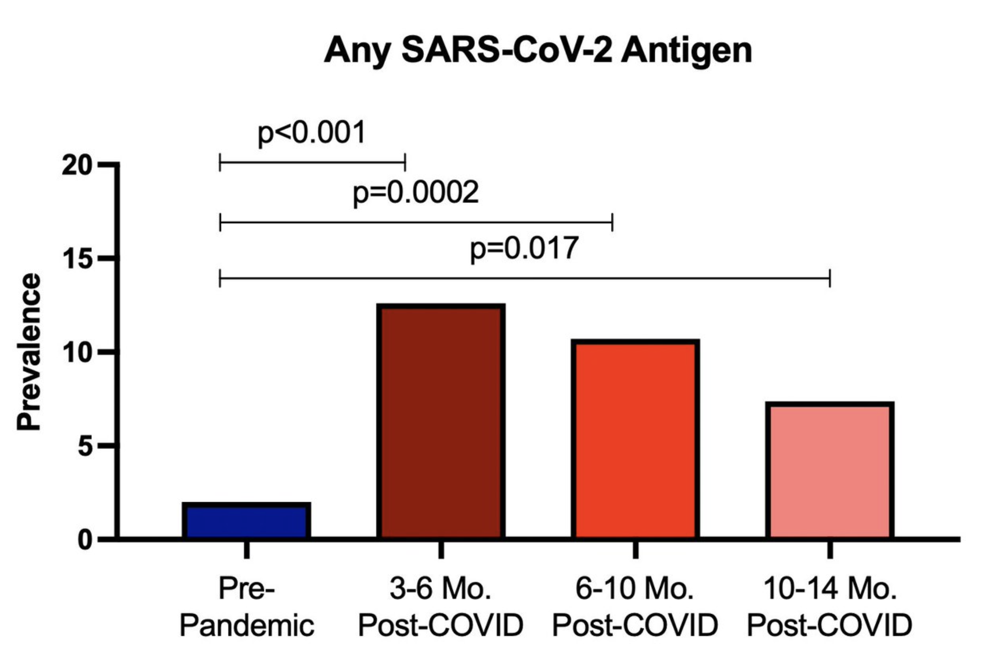 Any SARS-CoV-2 Antigen
p<0.001
20
p=0.0002
p=0.017
15
10
5
0
Prevalence
Pre-
Pandemic
3-6 Mo.
Post-COVID
6-10 Mo.
Post-COVID
10-14 Mo.
Post-COVID